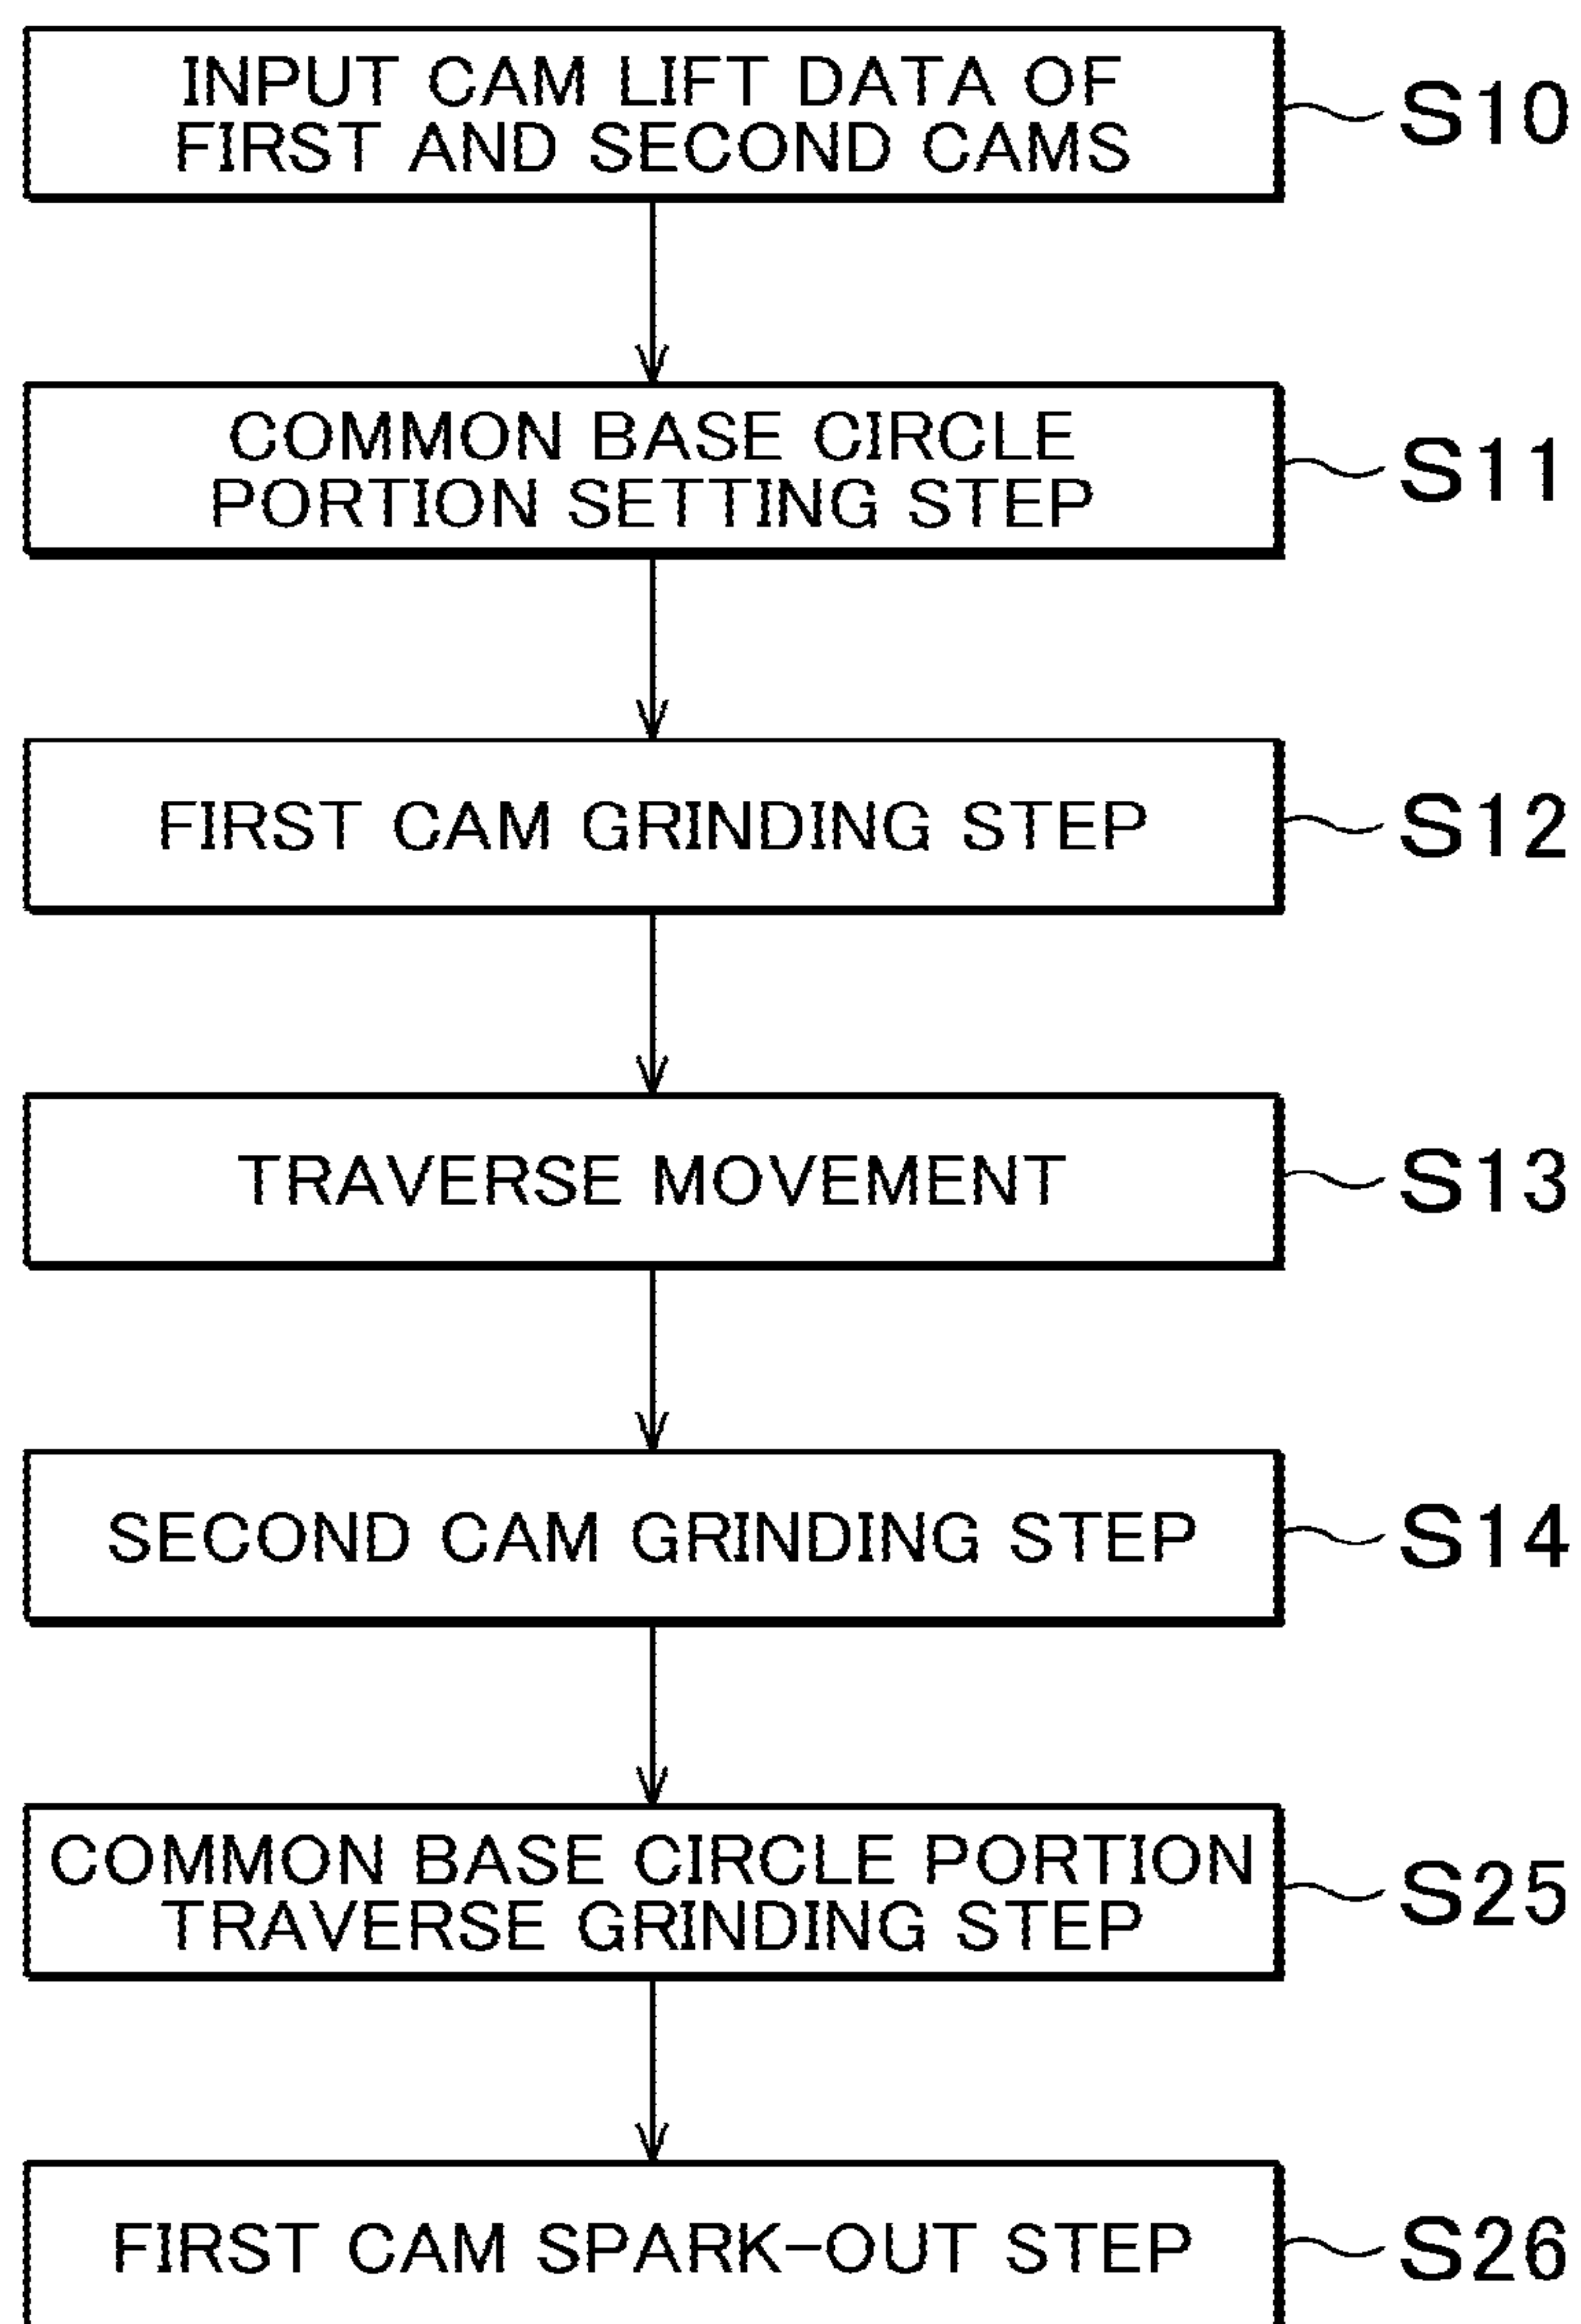 INPUT CAM LIFT DATA OF
FIRST AND SECOND CAMS
S10
COMMON BASE CIRCLE
PORTION SETTING STEP
S11
FIRST CAM GRINDING STEP
S12
TRAVERSE MOVEMENT
S13
SECOND CAM GRINDING STEP
S14
COMMON BASE CIRCLE PORTION
TRAVERSE GRINDING STEP
S25
FIRST CAM SPARK-OUT STEP
S26